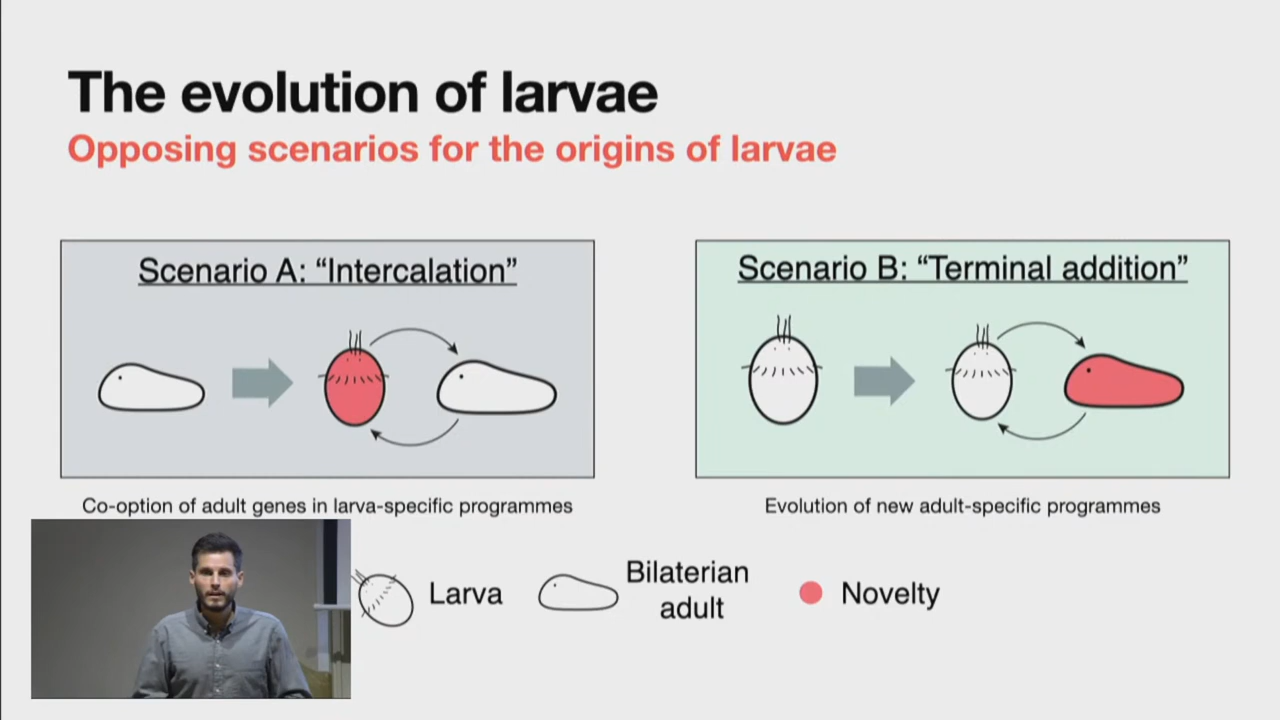 The evolution of larvae
Opposing scenarios for the origins of larvae
Scenario A: “Intercalation”
Co-option of adult genes in larva-specific programmes
Scenario B: “Terminal addition”
Evolution of new adult-specific programmes
Larva
Bilaterian
adult
Novelty